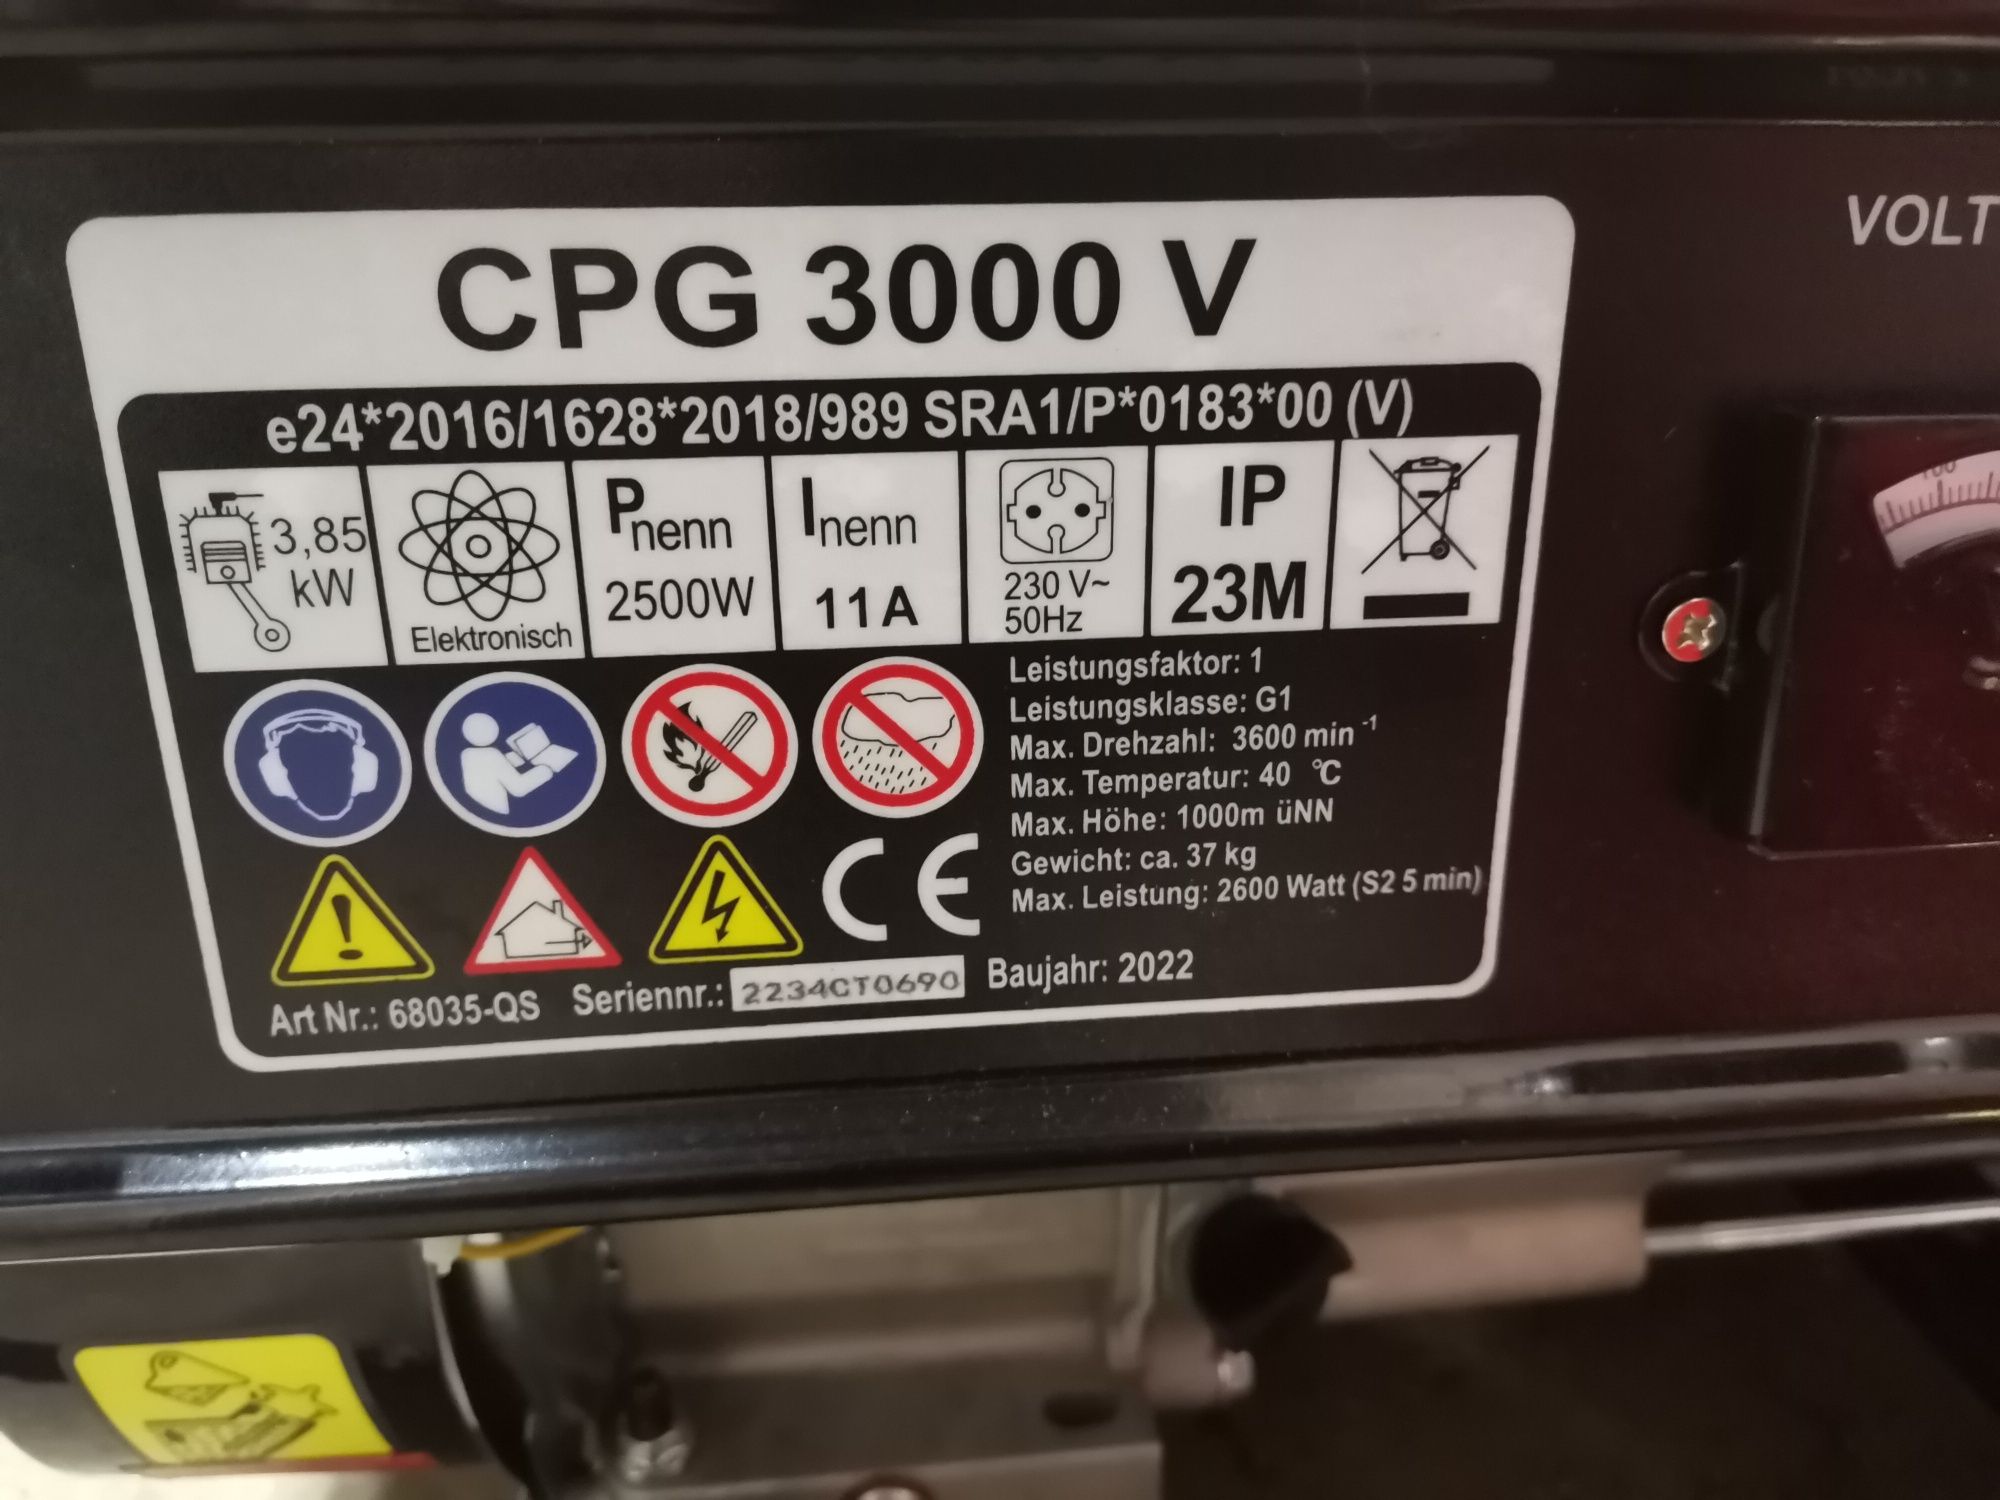 CPG 3000 V
VOLT
e24*2016/1628*2018/989 SRA1/P*0183*00 (V)
100
3,85 kW
Elektronisch
Pnenn
2500W
Inenn
11A
230 V~
50Hz
IP
23M
Leistungsfaktor: 1
Leistungsklasse: G1
Max. Drehzahl: 3600 min -1
Max. Temperatur: 40 °C
Max. Höhe: 1000m üNN
Gewicht: ca. 37 kg
Max. Leistung: 2600 Watt (S2 5 min)
CE
Art Nr.: 68035-QS Seriennr.: 2234CT0690 Baujahr: 2022